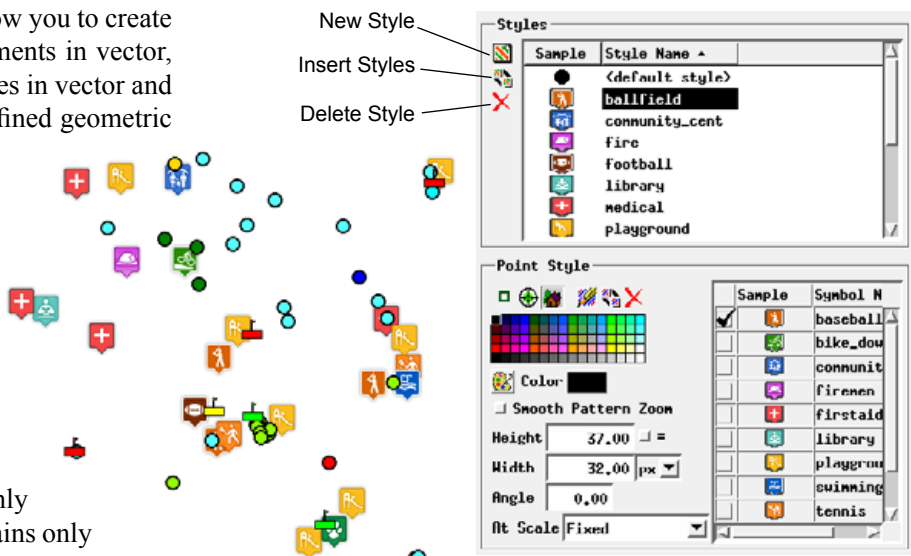 ow you to create
ments in vector,
es in vector and
fined geometric
nly
ains only
New Style
Insert Styles
Delete Style
Styles
Sample Style Name
<default style>
ballfield
community_cent
fire
football
library
medical
playground
Point Style
Color
Smooth Pattern Zoom
Height 37.00 =
Width 32.00 px
Angle 0.00
At Scale Fixed
Sample Symbol N
baseball
bike_dow
communit
firemen
firstaid
library
playgrou
swimming
tennis